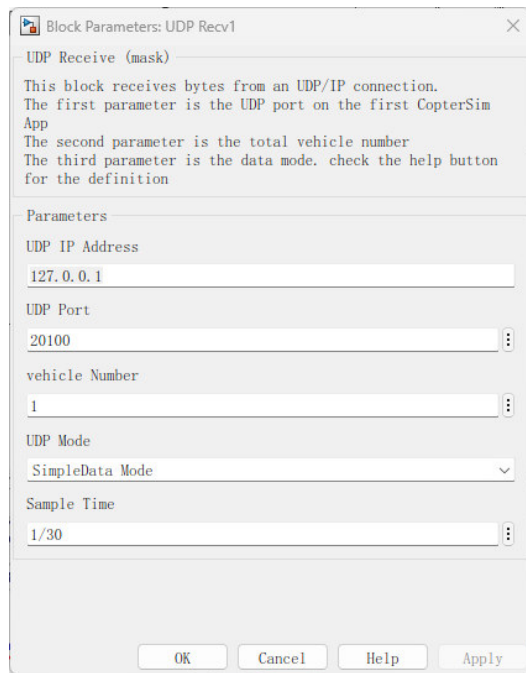 Block Parameters: UDP Recv1
UDP Receive (mask)
This block receives bytes from an UDP/IP connection.
The first parameter is the UDP port on the first CopterSim
App
The second parameter is the total vehicle number
The third parameter is the data mode. check the help button
for the definition
Parameters
UDP IP Address
127.0.0.1
UDP Port
20100
vehicle Number
1
UDP Mode
SimpleData Mode
Sample Time
1/30
OK Cancel Help Apply